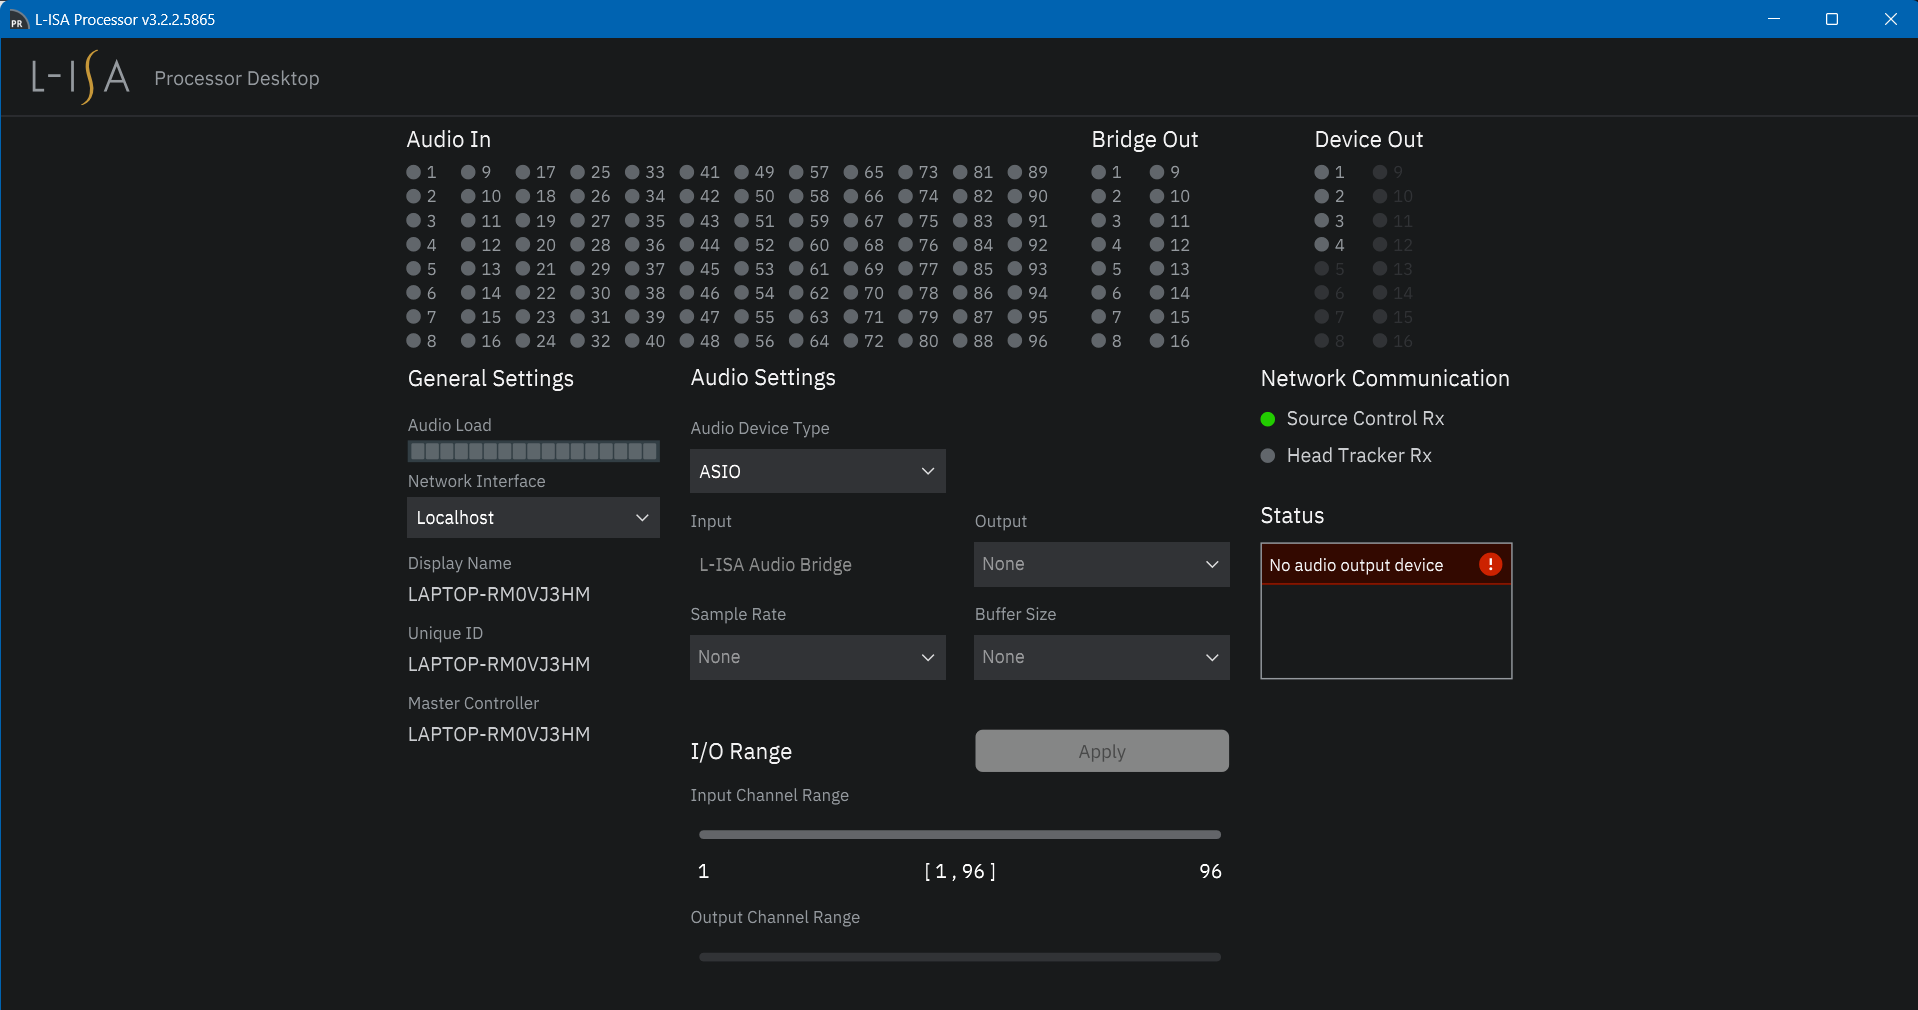 PR L-ISA Processor v3.2.2.5865
L-ISA Processor Desktop
Audio In Bridge Out Device Out
1 9 17 25 33 41 49 57 65 73 81 89 1 9 1 9
2 10 18 26 34 42 50 58 66 74 82 90 2 10 2 10
3 11 19 27 35 43 51 59 67 75 83 91 3 11 3 11
4 12 20 28 36 44 52 60 68 76 84 92 4 12 4 12
5 13 21 29 37 45 53 61 69 77 85 93 5 13 5 13
6 14 22 30 38 46 54 62 70 78 86 94 6 14 6 14
7 15 23 31 39 47 55 63 71 79 87 95 7 15 7 15
8 16 24 32 40 48 56 64 72 80 88 96 8 16 8 16
General Settings
Audio Load
Network Interface
Localhost
Display Name
LAPTOP-RM0VJ3HM
Unique ID
LAPTOP-RM0VJ3HM
Master Controller
LAPTOP-RM0VJ3HM
Audio Settings
Audio Device Type
ASIO
Input Output
L-ISA Audio Bridge None
Sample Rate Buffer Size
None None
I/O Range Apply
Input Channel Range
1 [1,96] 96
Output Channel Range
Network Communication
Source Control Rx
Head Tracker Rx
Status
No audio output device !